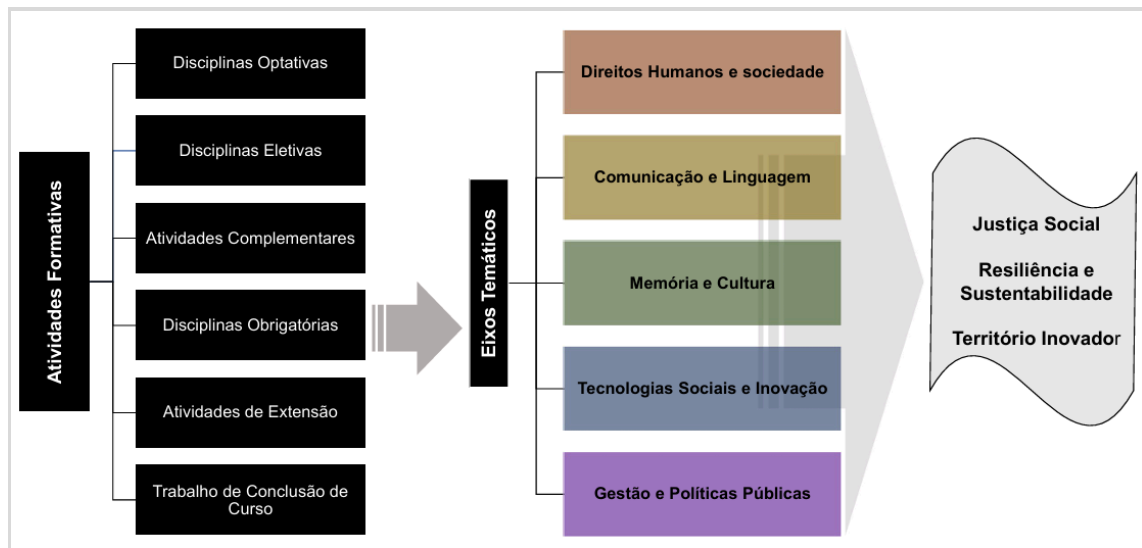 Atividades Formativas
Disciplinas Optativas
Disciplinas Eletivas
Atividades Complementares
Disciplinas Obrigatórias
Atividades de Extensão
Trabalho de Conclusão de
Curso
Eixos Temáticos
Direitos Humanos e sociedade
Comunicação e Linguagem
Memória e Cultura
Tecnologias Sociais e Inovação
Gestão e Políticas Públicas
Justiça Social
Resiliência e
Sustentabilidade
Território Inovador